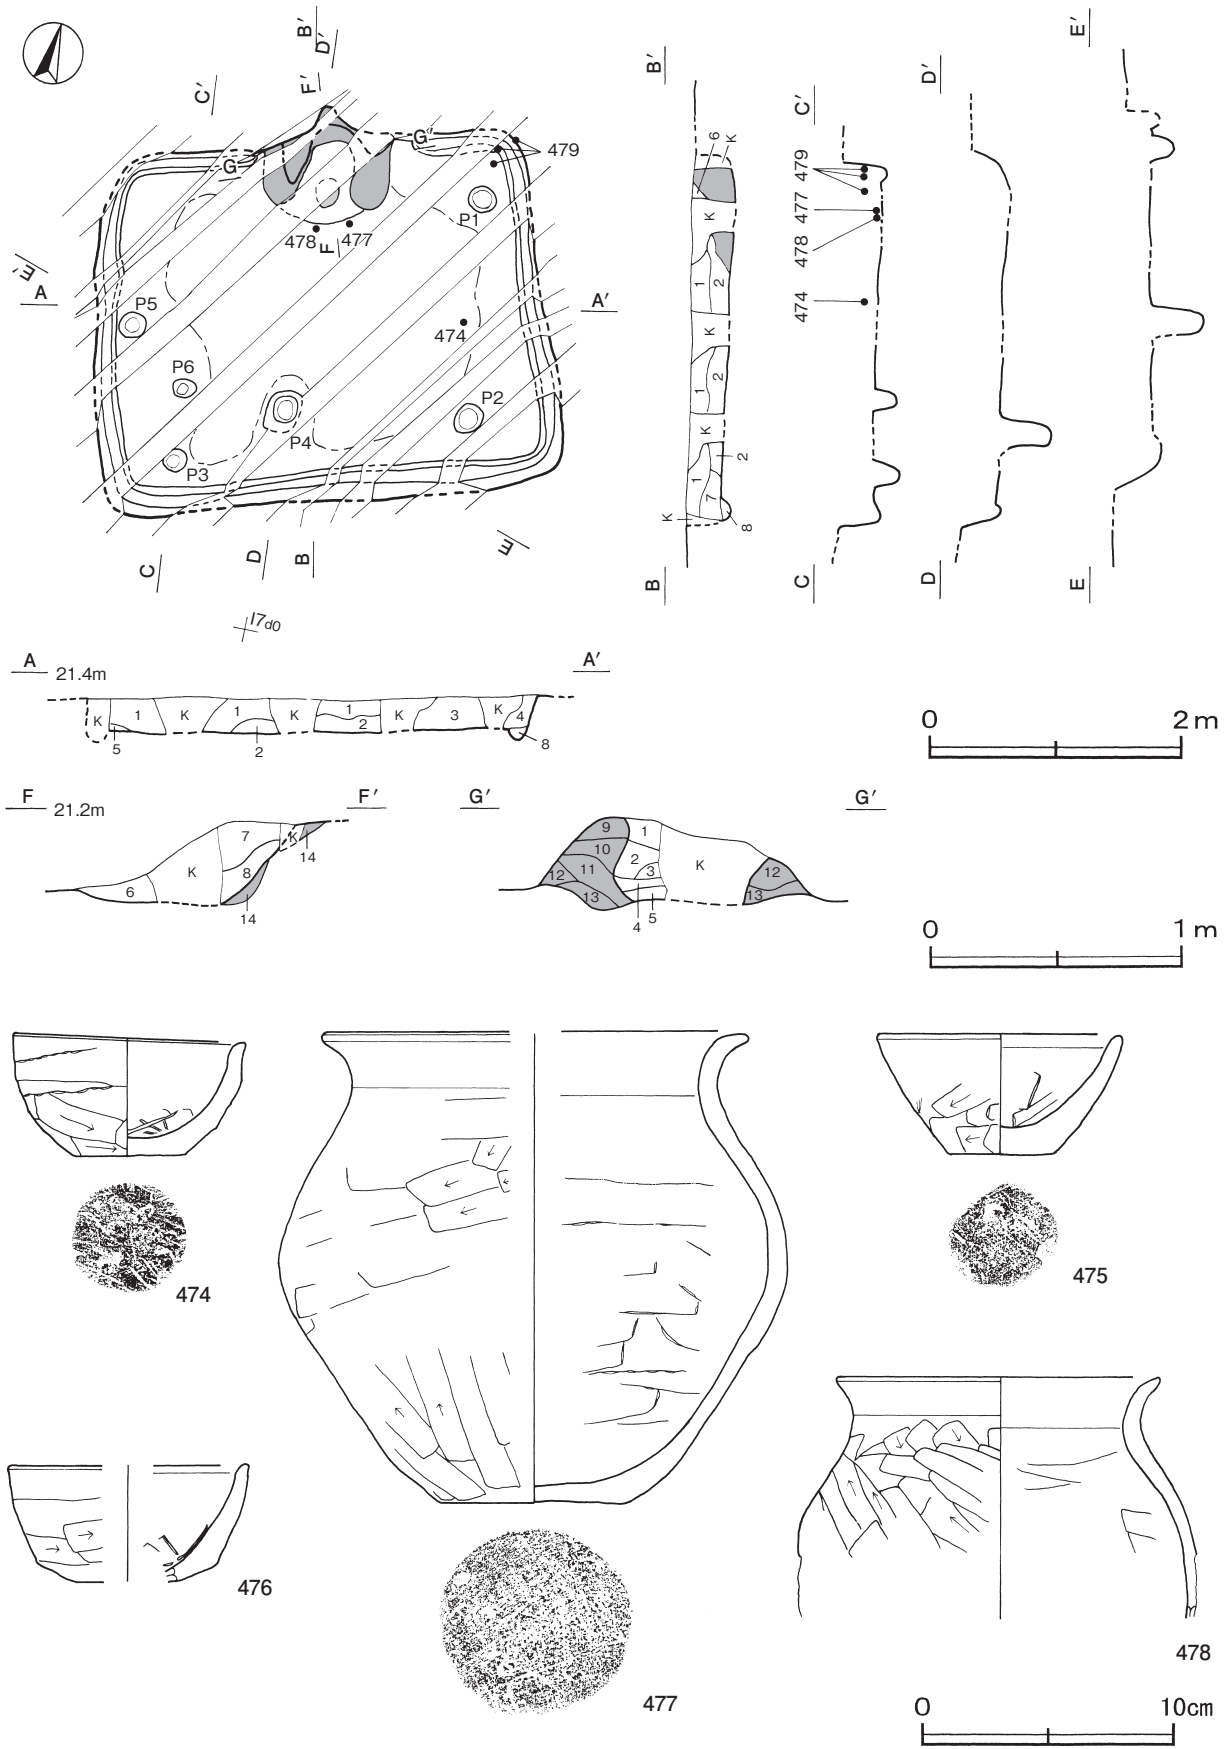 B′
D′
F′
C′
G
G
479
P1
478
477
F
E′
A
A′
P5
474
P6
P4
P2
P3
C
D
B
E
I7d0
B′
6
K
K
1
2
K
1
2
K
2
1
7
K
8
B
C′
479
477
478
474
C
D′
D
E′
E
A
21.4m
A′
K
1
K
1
K
1
2
K
3
K
4
5
2
8
0
2 m
F
21.2m
F′
7
K
K
14
8
6
14
G′
G′
9
1
10
2
K
11
3
12
12
13
13
4
5
0
1 m
474
475
476
477
478
0
10cm